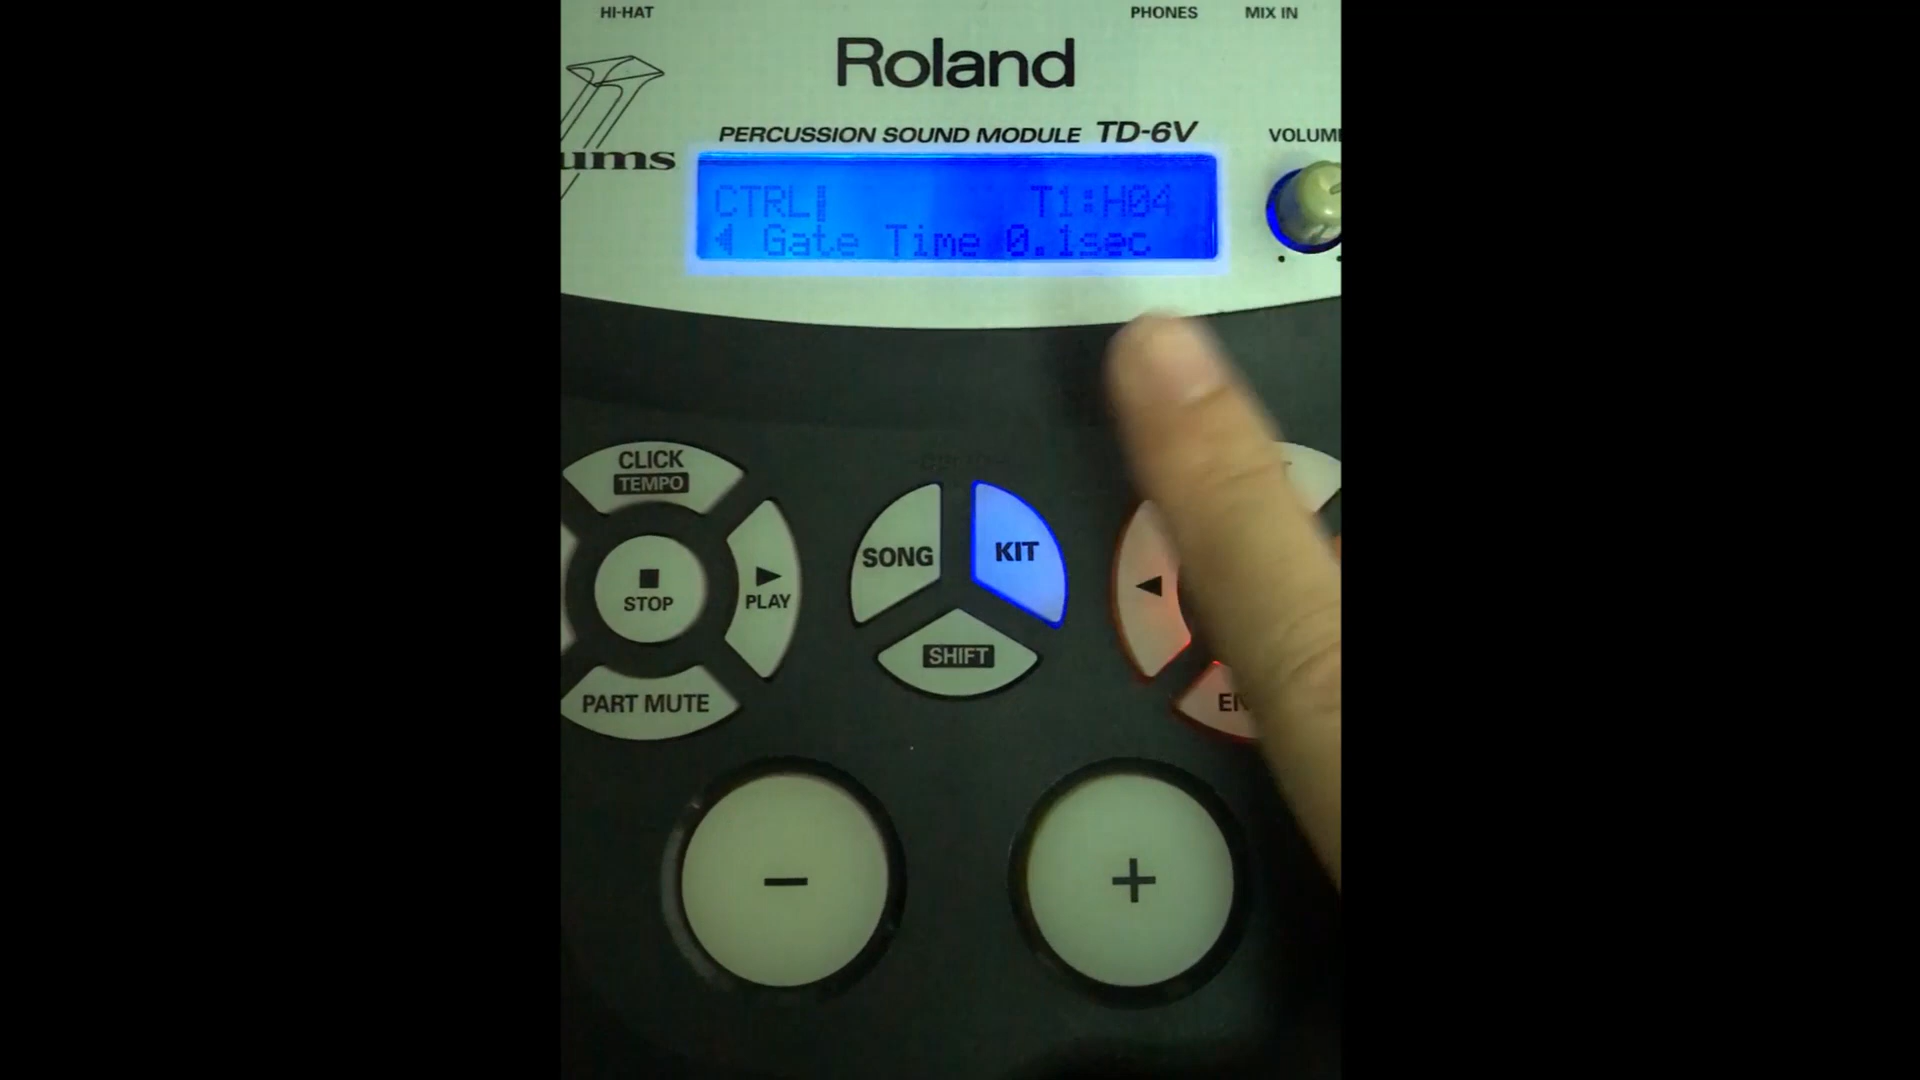 HI-HAT
PHONES MIX IN
Roland
PERCUSSION SOUND MODULE TD-6V
CTRL T1:H04
◀ Gate Time 0.1sec
CLICK
TEMPO
■
STOP
▶
PLAY
PART MUTE
SONG
KIT
SHIFT
◀
−
+